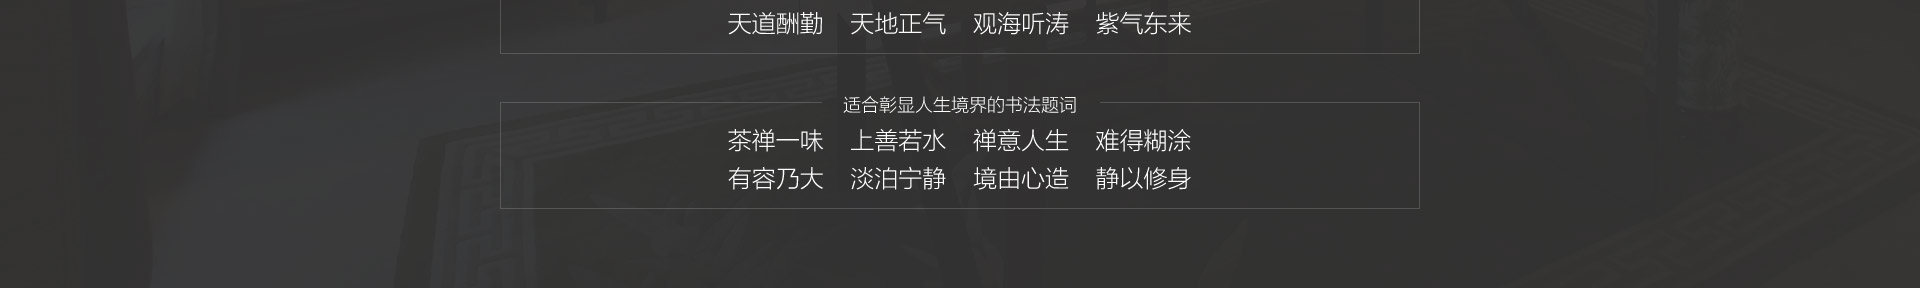 天道酬勤 天地正气 观海听涛 紫气东来
适合彰显人生境界的书法题词
茶禅一味 上善若水 禅意人生 难得糊涂
有容乃大 淡泊宁静 境由心造 静以修身